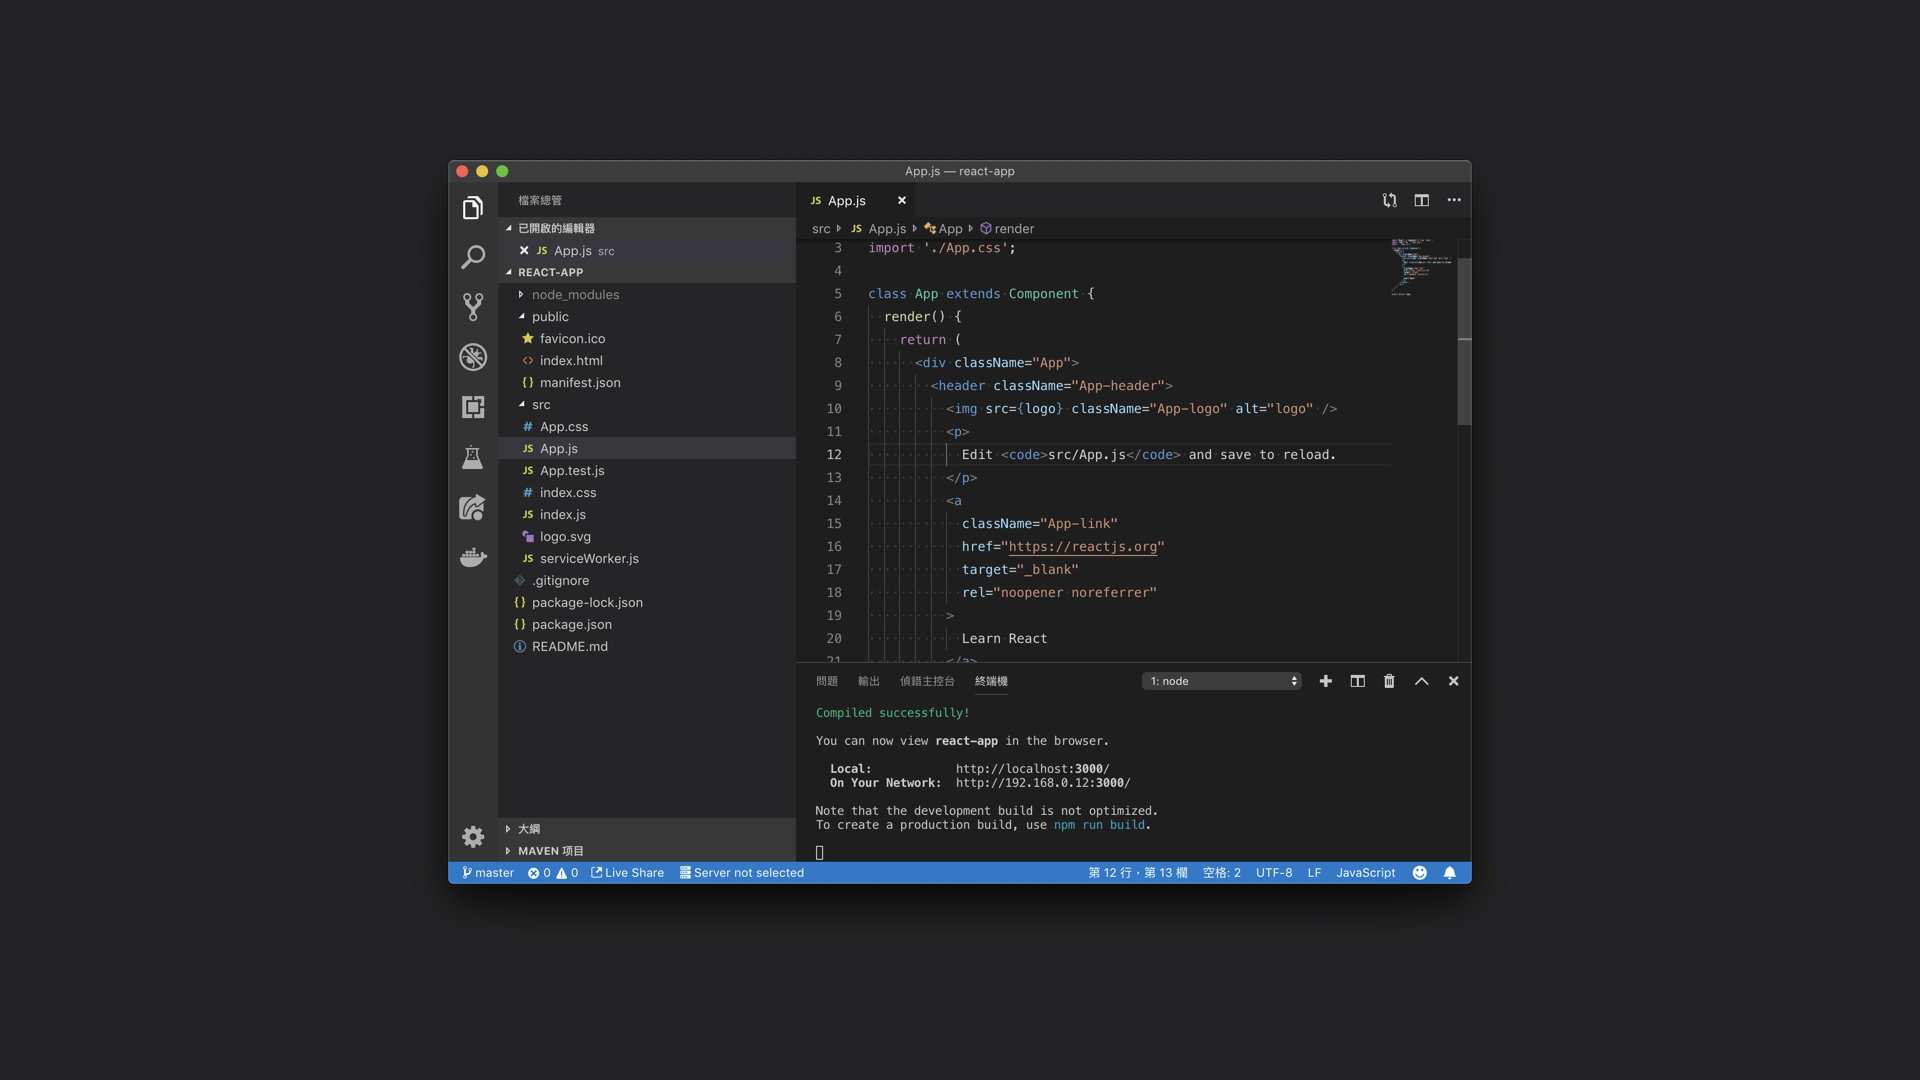 App.js — react-app
檔案總管
已開啟的編輯器
JS App.js src
REACT-APP
node_modules
public
favicon.ico
<> index.html
{} manifest.json
src
# App.css
JS App.js
JS App.test.js
# index.css
JS index.js
logo.svg
JS serviceWorker.js
.gitignore
{} package-lock.json
{} package.json
README.md
大綱
MAVEN 项目
JS App.js
src JS App.js App render
3 import './App.css';
4
5 class App extends Component {
6 render() {
7 return (
8 <div className="App">
9 <header className="App-header">
10 <img src={logo} className="App-logo" alt="logo" />
11 <p>
12 Edit <code>src/App.js</code> and save to reload.
13 </p>
14 <a
15 className="App-link"
16 href="https://reactjs.org"
17 target="_blank"
18 rel="noopener noreferrer"
19 >
20 Learn React
21 </a>
問題 輸出 偵錯主控台 終端機 1: node
Compiled successfully!
You can now view react-app in the browser.
Local: http://localhost:3000/
On Your Network: http://192.168.0.12:3000/
Note that the development build is not optimized.
To create a production build, use npm run build.
master 0 0 Live Share Server not selected 第 12 行，第 13 欄 空格: 2 UTF-8 LF JavaScript